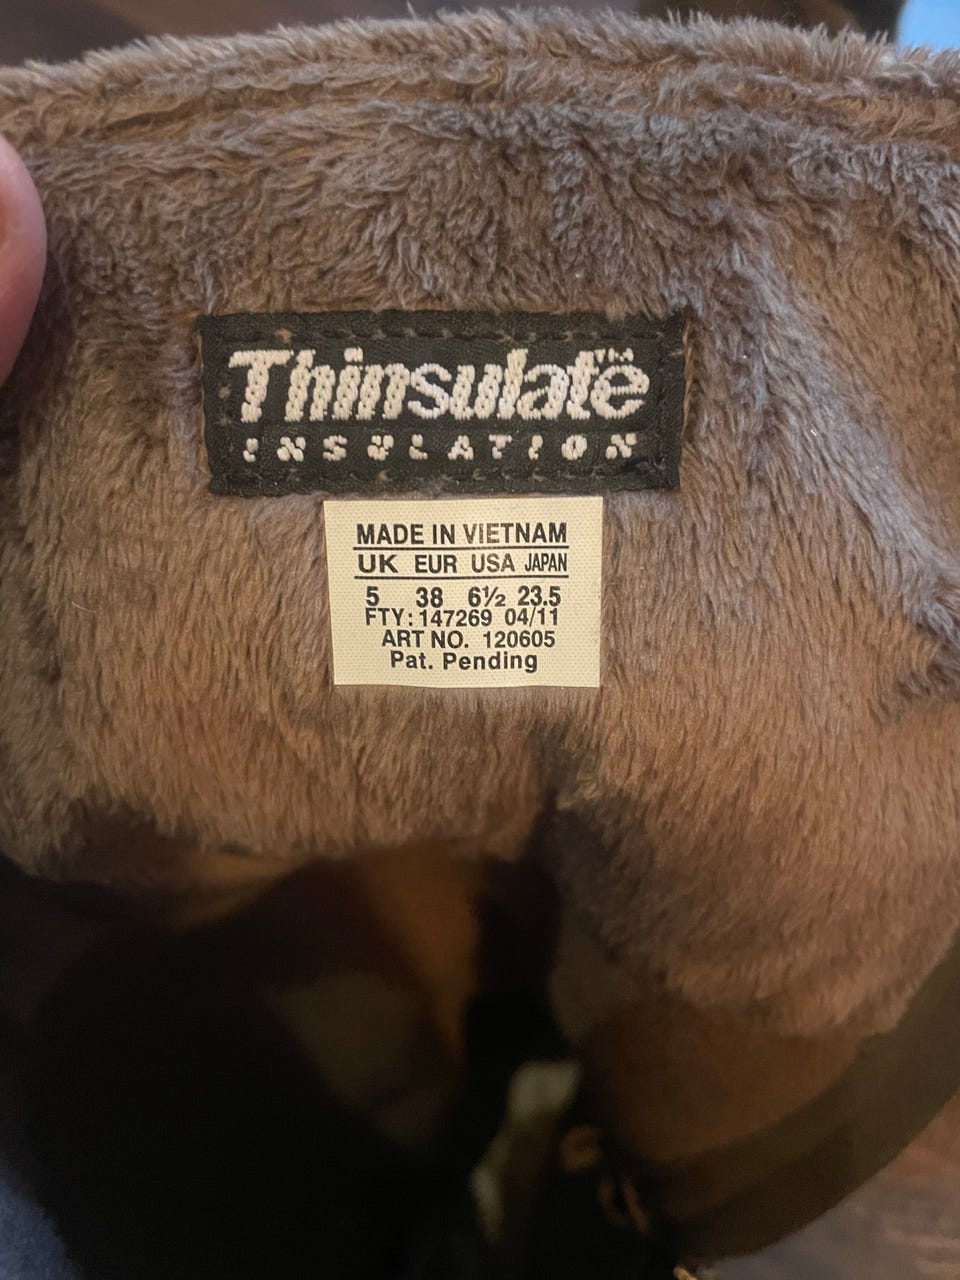 Thinsulate™
INSULATION
MADE IN VIETNAM
UK EUR USA JAPAN
5 38 6½ 23.5
FTY: 147269 04/11
ART NO. 120605
Pat. Pending